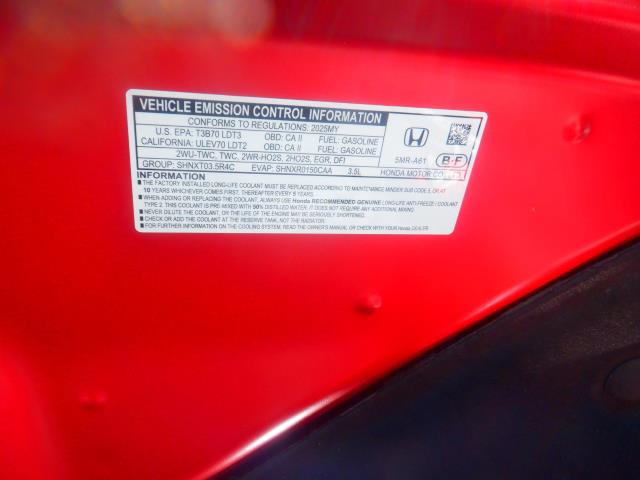 VEHICLE EMISSION CONTROL INFORMATION
CONFORMS TO REGULATIONS: 2025MY
U.S. EPA: T3B70 LDT3 OBD: CA II FUEL: GASOLINE
CALIFORNIA: ULEV70 LDT2 OBD: CA II FUEL: GASOLINE
2WU-TWC, TWC, 2WR-HO2S, 2HO2S, EGR, DFI
GROUP: SHNXT03.5R4C EVAP: SHNXR0150CAA 3.5L
5MR-A61 B-F
HONDA MOTOR CO.,
INFORMATION
■ THE FACTORY INSTALLED LONG-LIFE COOLANT MUST BE REPLACED ACCORDING TO MAINTENANCE MINDER SUB CODE 5, OR AT
10 YEARS WHICHEVER COMES FIRST. THEREAFTER, REPLACE EVERY 5 YEARS.
■ WHEN ADDING OR REPLACING COOLANT, ALWAYS USE Honda RECOMMENDED GENUINE LONG-LIFE ANTI-FREEZE / COOLANT
TYPE 2. THIS COOLANT IS PRE-MIXED WITH 50% DISTILLED WATER. IT DOES NOT REQUIRE ANY ADDITIONAL MIXING.
■ NEVER DILUTE THE COOLANT, OR THE LIFE OF THE ENGINE MAY BE SERIOUSLY SHORTENED.
■ CHECK OR ADD THE COOLANT AT THE RESERVE TANK, NOT THE RADIATOR.
■ FOR FURTHER INFORMATION ON THE COOLING SYSTEM, READ THE OWNER'S MANUAL OR CHECK WITH YOUR Honda DEALER.